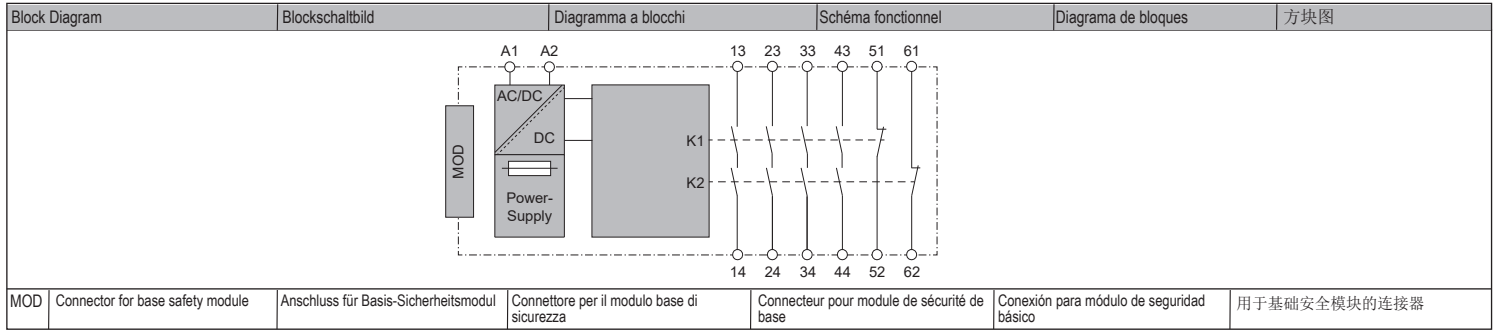 Block Diagram Blockschaltbild Diagramma a blocchi Schéma fonctionnel Diagrama de bloques 方块图
A1 A2 13 23 33 43 51 61
AC/DC
DC
K1
MOD
K2
Power-
Supply
14 24 34 44 52 62
MOD Connector for base safety module Anschluss für Basis-Sicherheitsmodul Connettore per il modulo base di
sicurezza
Connecteur pour module de sécurité de
base
Conexión para módulo de seguridad
básico
用于基础安全模块的连接器